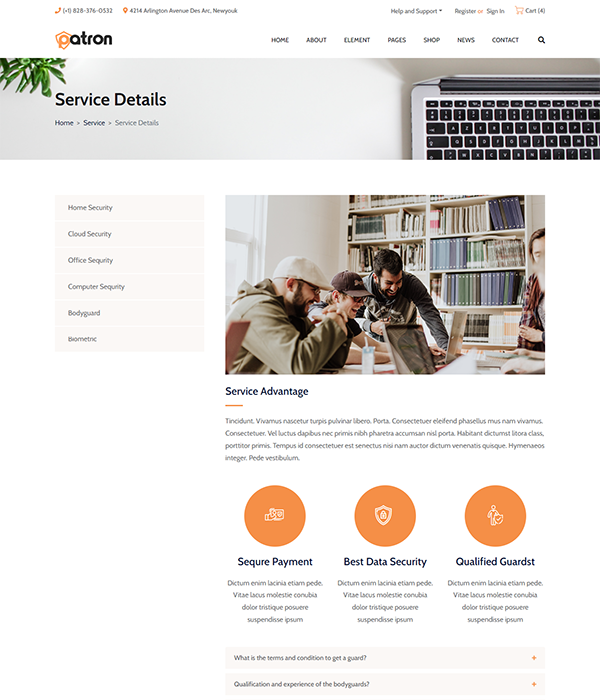 (+) 828-376-0532
4214 Arlington Avenue Des Arc, Newyouk
Help and Support
Register or Sign In
Cart (4)
patron
HOME
ABOUT
ELEMENT
PAGES
SHOP
NEWS
CONTACT
Service Details
Home > Service > Service Details
Home Security
Cloud Security
Office Sequrity
Computer Sequrity
Bodyguard
Biometric
Service Advantage
Tincidunt. Vivamus nascetur turpis pulvinar libero. Porta. Consectetuer eleifend phasellus mus nam vivamus.
Consectetuer. Vel luctus dapibus nec primis nibh pharetra accumsan nisl porta. Habitant dictumst litora class,
porttitor primis. Tempus id consectetuer est senectus nisi nam auctor dictum venenatis quisque. Hymenaeos
integer. Pede vestibulum.
Sequre Payment
Dictum enim lacinia etiam pede.
Vitae lacus molestie conubia
dolor tristique posuere
suspendisse ipsum
Best Data Security
Dictum enim lacinia etiam pede.
Vitae lacus molestie conubia
dolor tristique posuere
suspendisse ipsum
Qualified Guardst
Dictum enim lacinia etiam pede.
Vitae lacus molestie conubia
dolor tristique posuere
suspendisse ipsum
What is the terms and condition to get a guard? +
Qualification and experience of the bodyguards? +